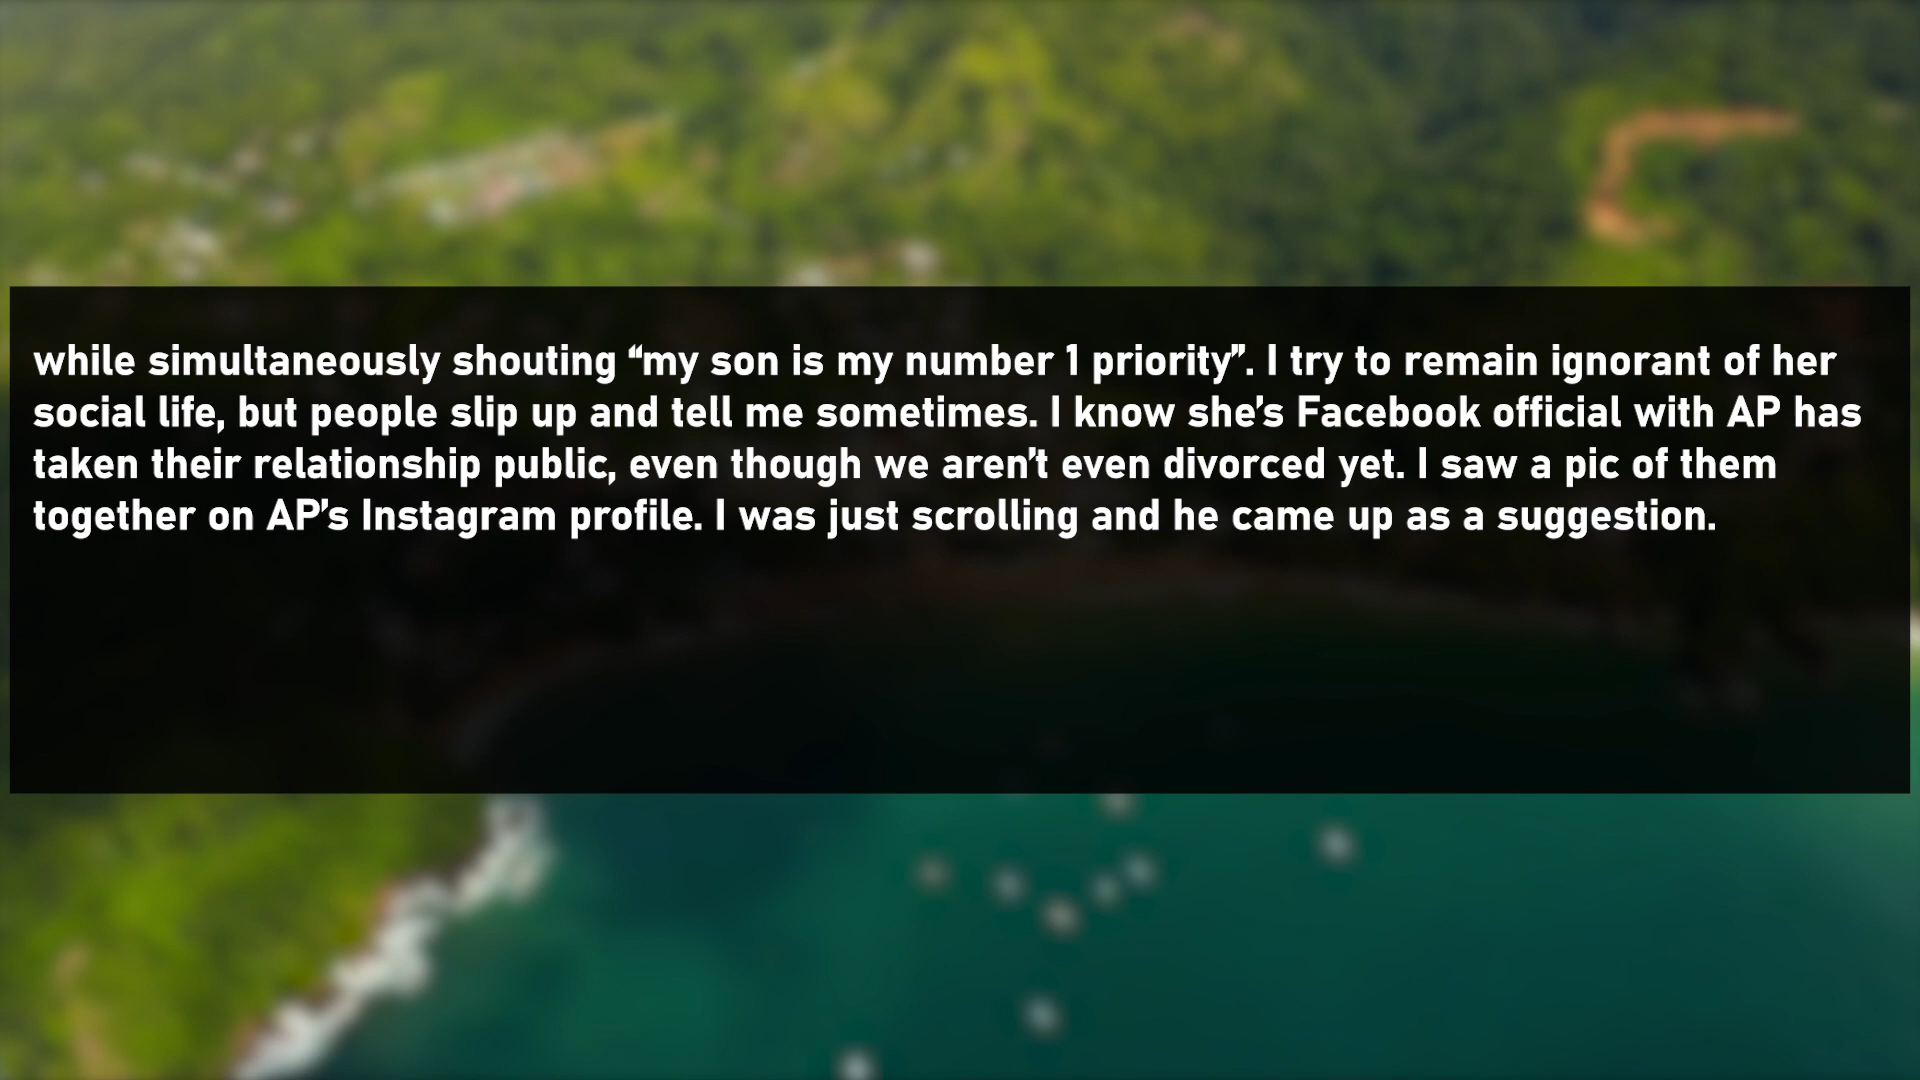 while simultaneously shouting “my son is my number 1 priority”. I try to remain ignorant of her
social life, but people slip up and tell me sometimes. I know she’s Facebook official with AP has
taken their relationship public, even though we aren’t even divorced yet. I saw a pic of them
together on AP’s Instagram profile. I was just scrolling and he came up as a suggestion.